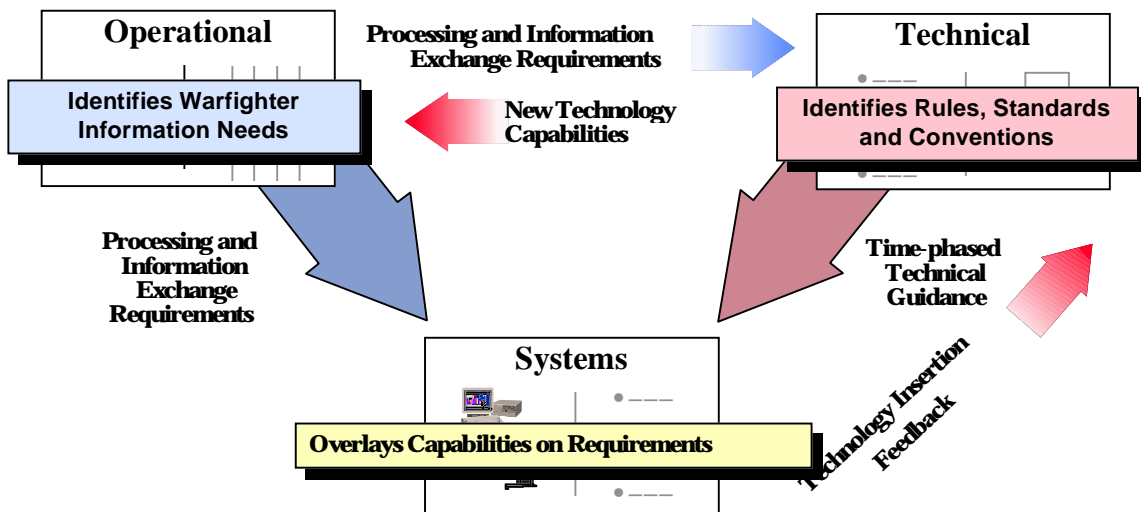 Operational
Identifies Warfighter
Information Needs
Processing and Information
Exchange Requirements
New Technology
Capabilities
Technical
Identifies Rules, Standards
and Conventions
Processing and
Information
Exchange
Requirements
Time-phased
Technical
Guidance
Technology Insertion
Feedback
Systems
Overlays Capabilities on Requirements